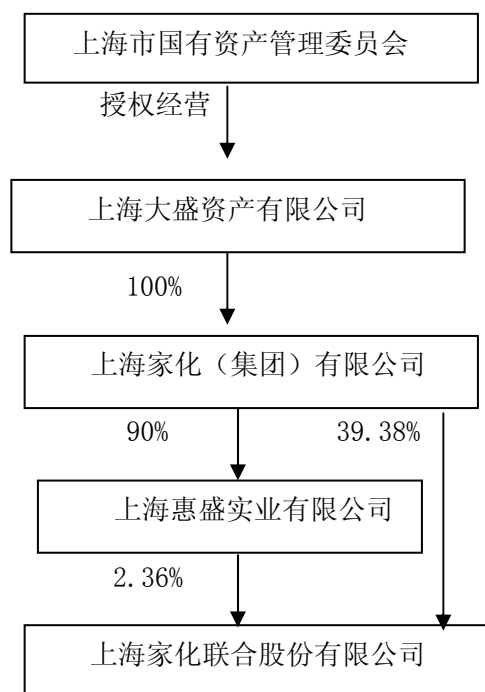 上海市国有资产管理委员会
授权经营
上海大盛资产有限公司
100%
上海家化（集团）有限公司
90% 39.38%
上海惠盛实业有限公司
2.36%
上海家化联合股份有限公司